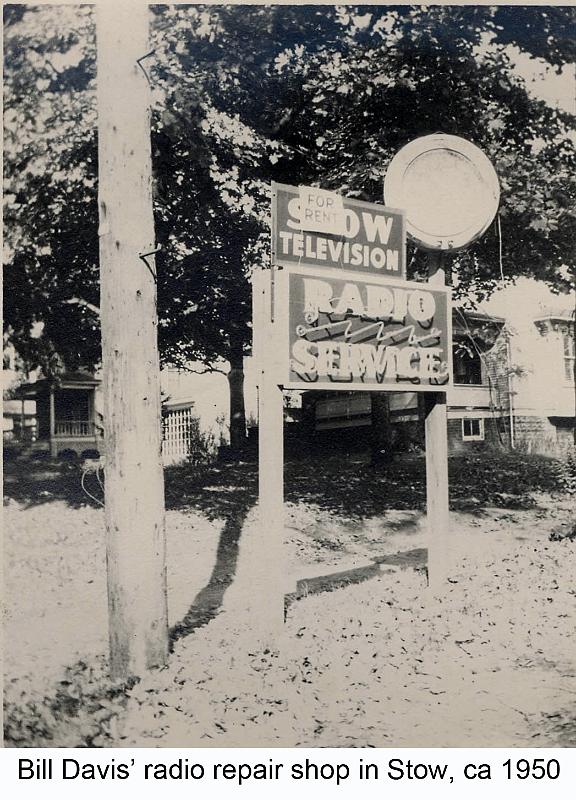 FOR
RENT
STOW
TELEVISION
RADIO
SERVICE
Bill Davis’ radio repair shop in Stow, ca 1950